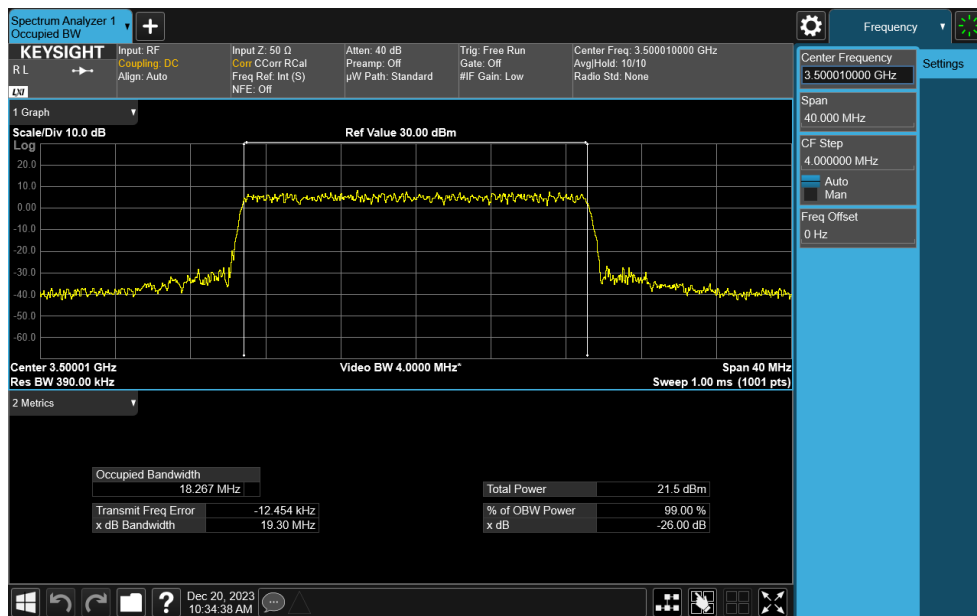 Spectrum Analyzer 1
Occupied BW
Frequency
KEYSIGHT
R L
LXI
Input: RF
Coupling: DC
Align: Auto
Input Z: 50 Ω
Corr CCorr RCal
Freq Ref: Int (S)
NFE: Off
Atten: 40 dB
Preamp: Off
µW Path: Standard
Trig: Free Run
Gate: Off
#IF Gain: Low
Center Freq: 3.500010000 GHz
Avg|Hold: 10/10
Radio Std: None
Center Frequency
3.500010000 GHz
Settings
Span
40.000 MHz
CF Step
4.000000 MHz
Auto
Man
Freq Offset
0 Hz
1 Graph
Scale/Div 10.0 dB
Ref Value 30.00 dBm
Log
20.0
10.0
0.00
-10.0
-20.0
-30.0
-40.0
-50.0
-60.0
Center 3.50001 GHz
Video BW 4.0000 MHz*
Span 40 MHz
Res BW 390.00 kHz
Sweep 1.00 ms (1001 pts)
2 Metrics
Occupied Bandwidth
18.267 MHz
Total Power 21.5 dBm
Transmit Freq Error -12.454 kHz
% of OBW Power 99.00 %
x dB Bandwidth 19.30 MHz
x dB -26.00 dB
?
Dec 20, 2023
10:34:38 AM